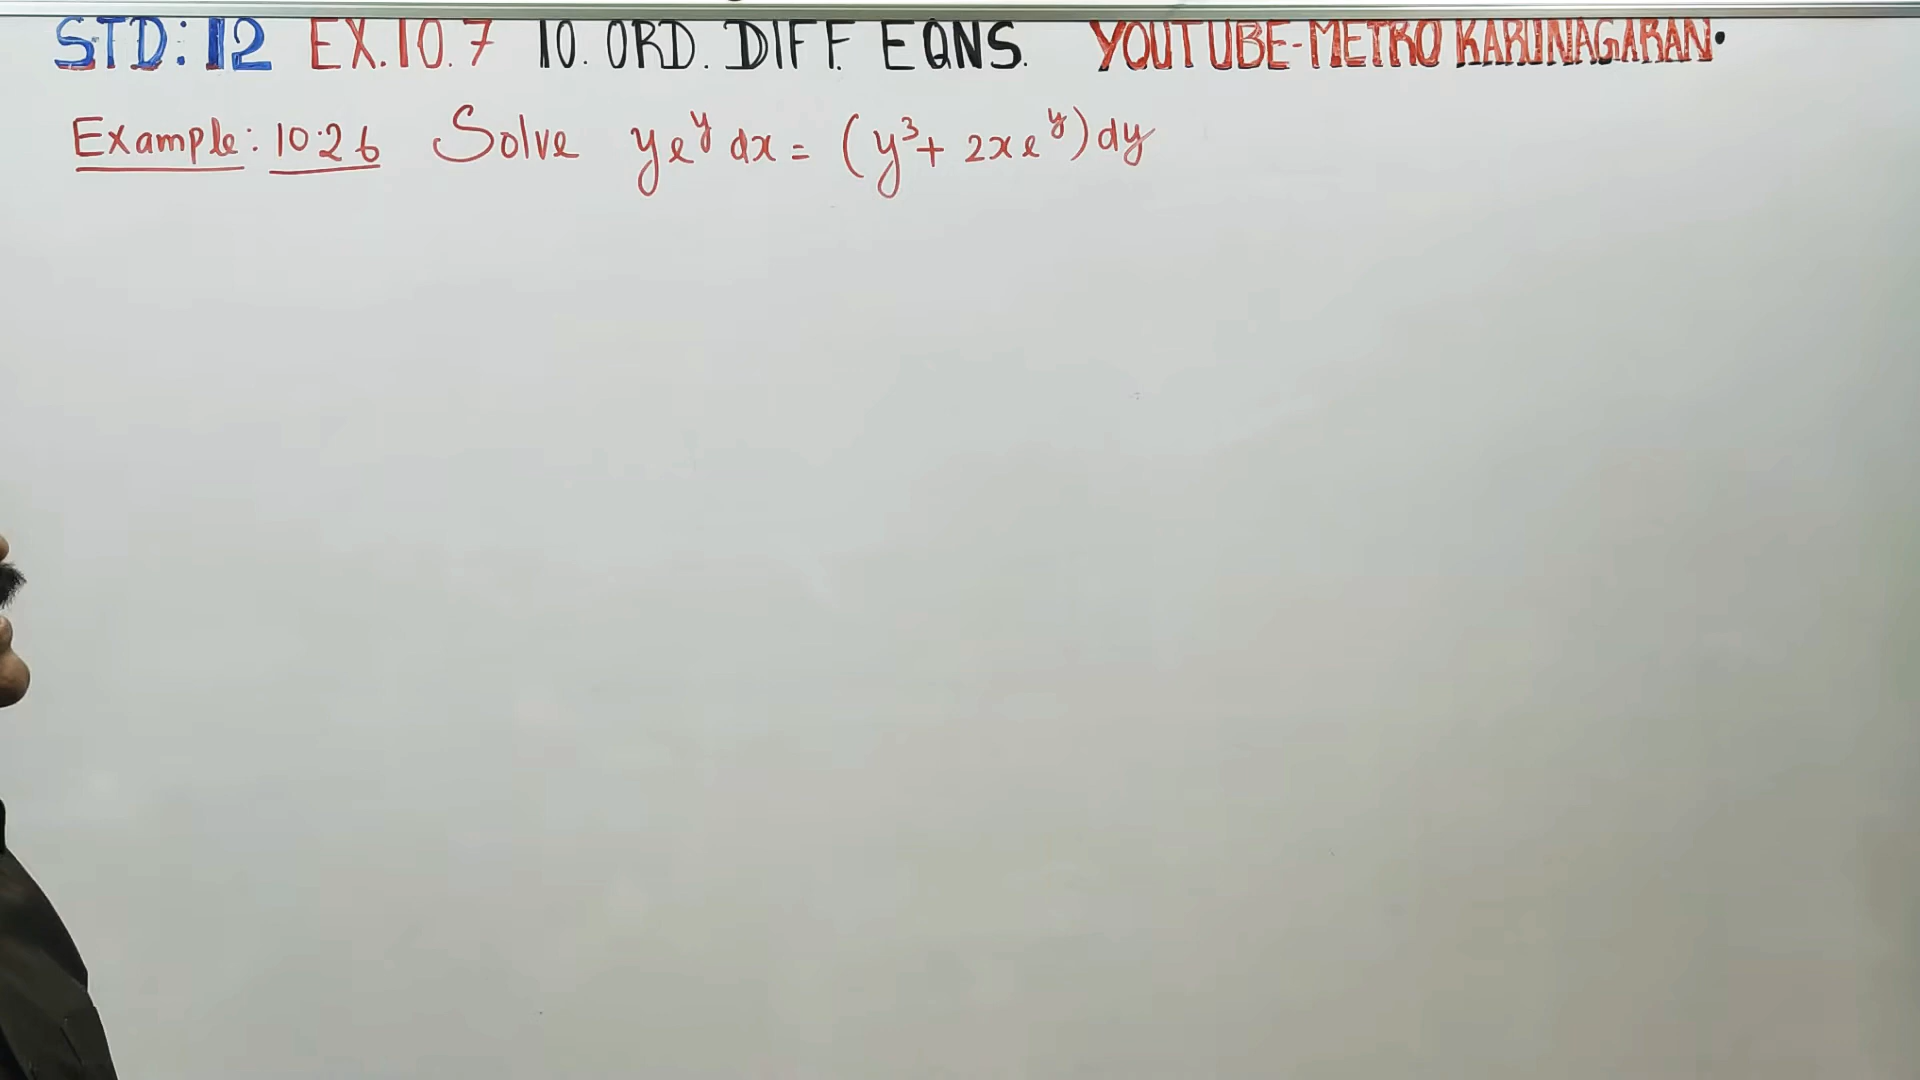 STD: 12 EX.10.7 10. ORD. DIFF. EQNS. YOUTUBE-METRO KARUNAGARAN.
Example: 10.26 Solve ye^y dx = (y³+ 2xe^y)dy